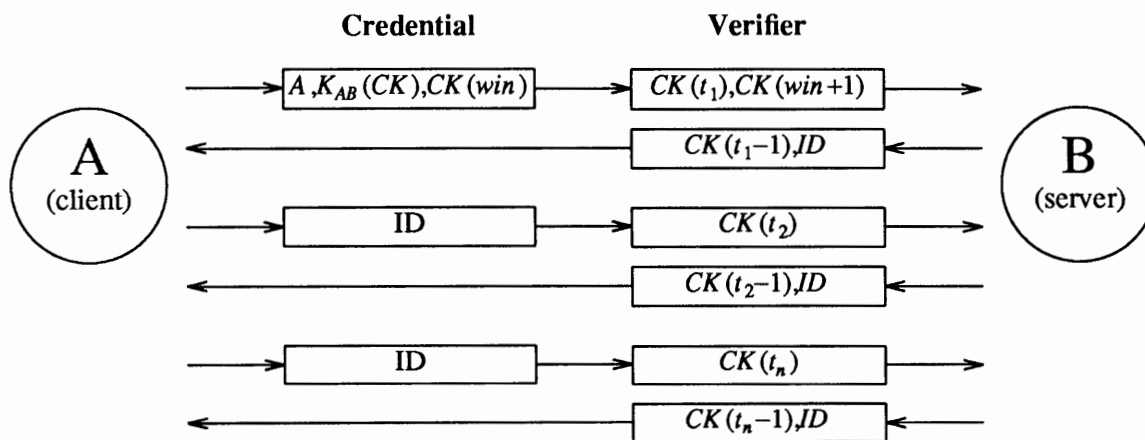 Credential Verifier
A,K_AB(CK),CK(win) CK(t_1),CK(win+1)
CK(t_1−1),ID
A
(client)
B
(server)
ID CK(t_2)
CK(t_2−1),ID
ID CK(t_n)
CK(t_n−1),ID